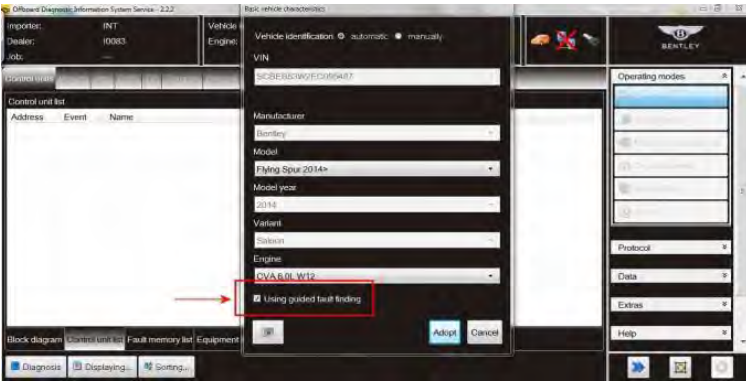 Offboard Diagnostic Information System Service - 2.2.2
Basic vehicle characteristics
Importer: INT
Dealer: I0083
Job: ---
Vehicle
Engine:
Vehicle identification automatic manually
VIN
BENTLEY
Control units
Control unit list
Address Event Name
Manufacturer
Bentley
Model
Flying Spur 2014>
Model year
2014
Variant
Saloon
Engine
CVA 6.0L W12
Using guided fault finding
Adopt Cancel
Operating modes
Protocol
Data
Extras
Help
Block diagram Control unit list Fault memory list Equipment
Diagnosis Displaying... Sorting...